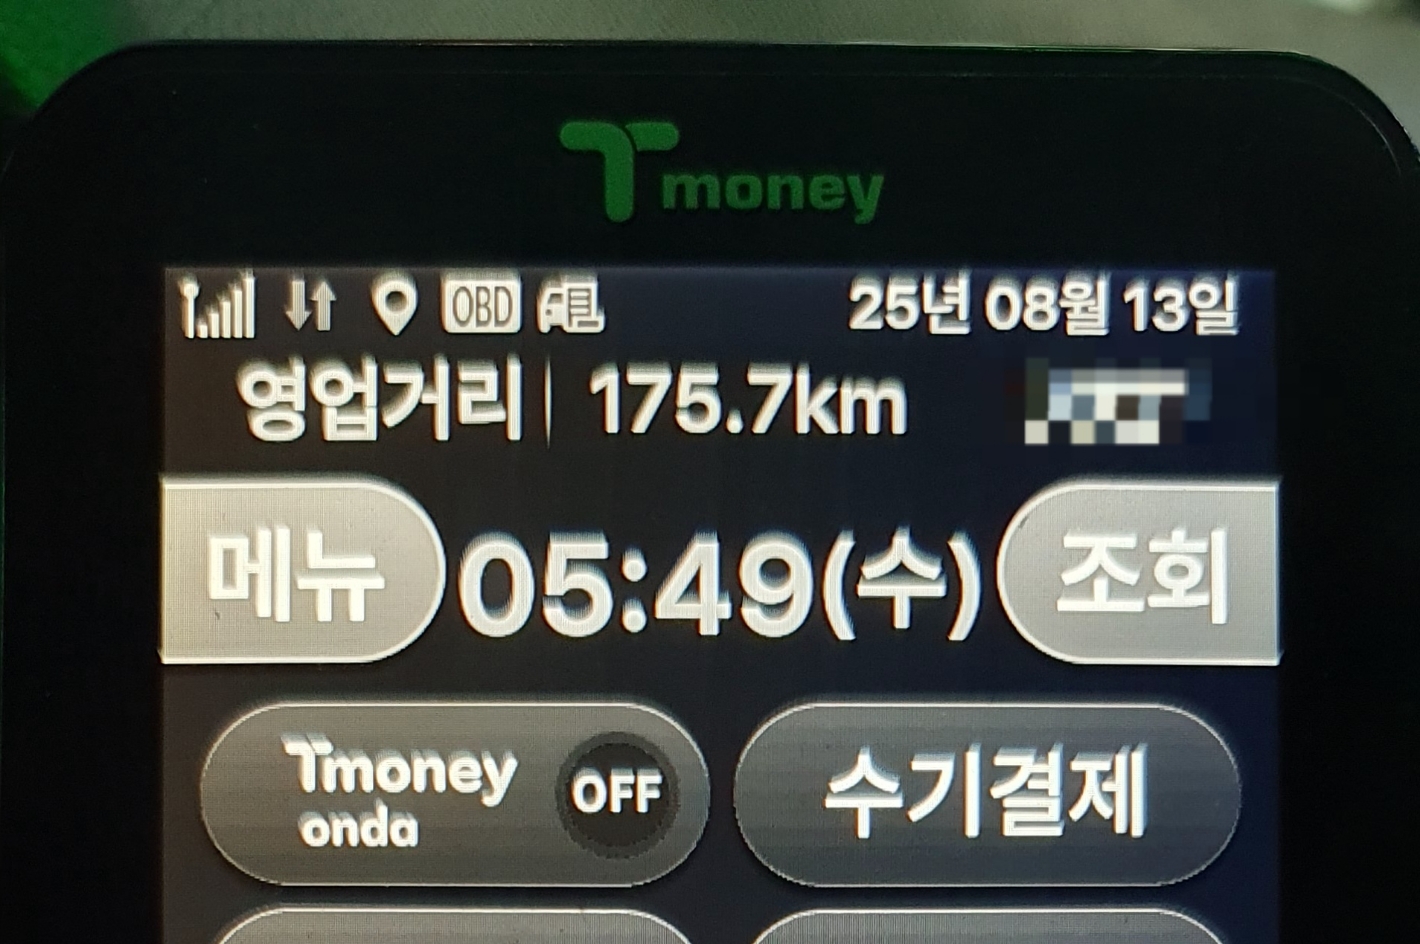 Tmoney
OBD 25년 08월 13일
영업거리 175.7km
메뉴 05:49(수) 조회
Tmoney onda OFF 수기결제